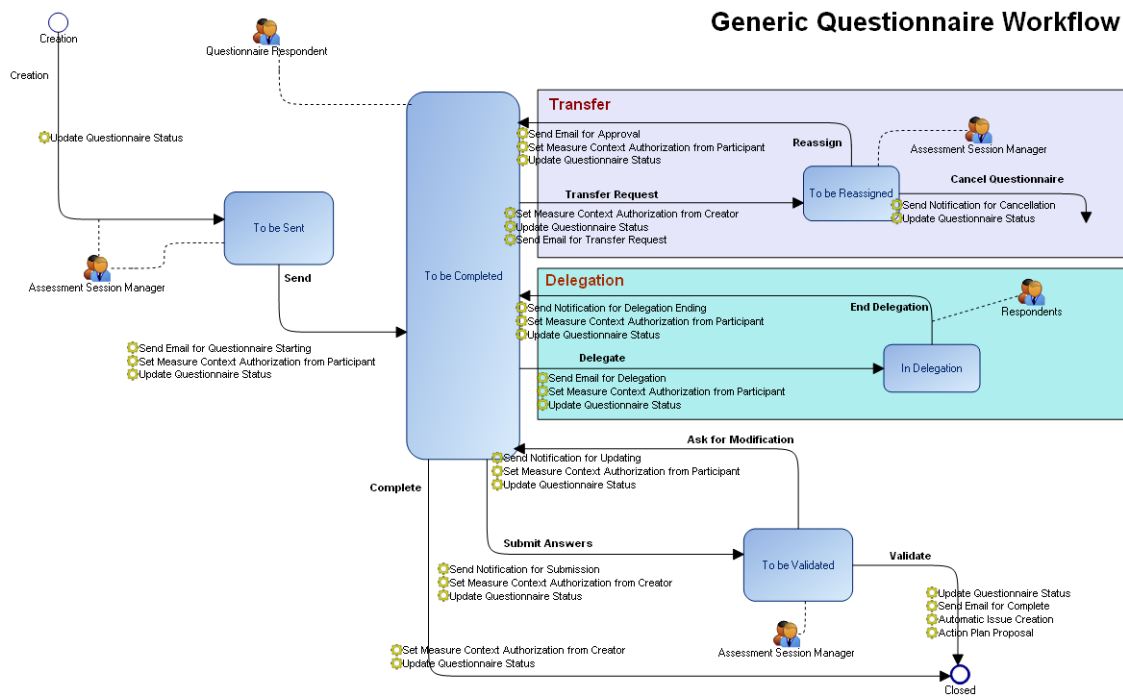 Generic Questionnaire Workflow
Creation
Questionnaire Respondent
Creation
Update Questionnaire Status
Transfer
Send Email for Approval
Set Measure Context Authorization from Participant
Update Questionnaire Status
Reassign
Assessment Session Manager
Transfer Request
To be Reassigned
Cancel Questionnaire
Set Measure Context Authorization from Creator
Update Questionnaire Status
Send Email for Transfer Request
Send Notification for Cancellation
Update Questionnaire Status
To be Sent
Assessment Session Manager
Send
To be Completed
Delegation
Send Notification for Delegation Ending
Set Measure Context Authorization from Participant
Update Questionnaire Status
End Delegation
Respondents
Send Email for Questionnaire Starting
Set Measure Context Authorization from Participant
Update Questionnaire Status
Delegate
In Delegation
Send Email for Delegation
Set Measure Context Authorization from Participant
Update Questionnaire Status
Ask for Modification
Send Notification for Updating
Set Measure Context Authorization from Participant
Update Questionnaire Status
Complete
Submit Answers
To be Validated
Validate
Send Notification for Submission
Set Measure Context Authorization from Creator
Update Questionnaire Status
Update Questionnaire Status
Send Email for Complete
Automatic Issue Creation
Action Plan Proposal
Assessment Session Manager
Set Measure Context Authorization from Creator
Update Questionnaire Status
Closed